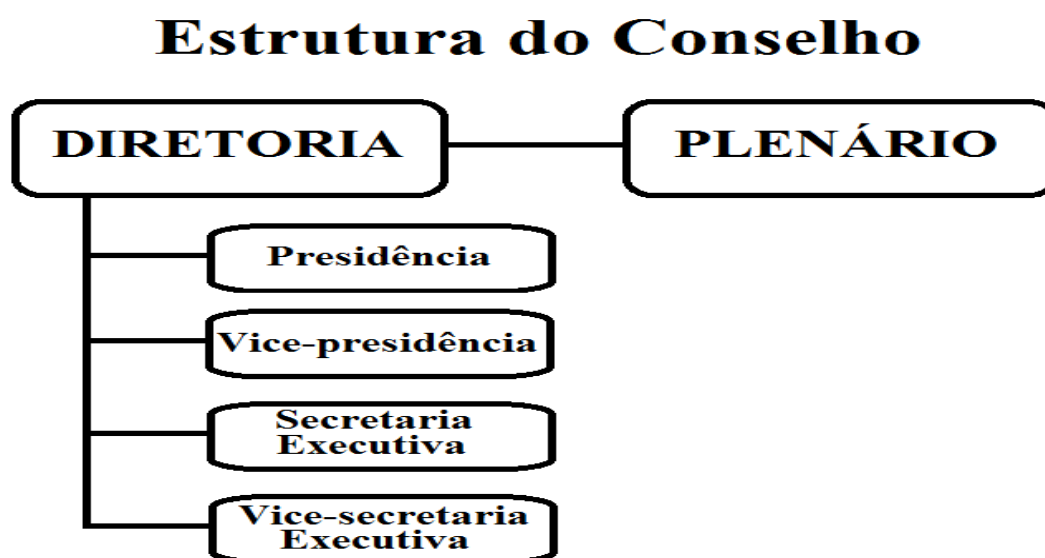 Estrutura do Conselho
DIRETORIA
PLENÁRIO
Presidência
Vice-presidência
Secretaria
Executiva
Vice-secretaria
Executiva